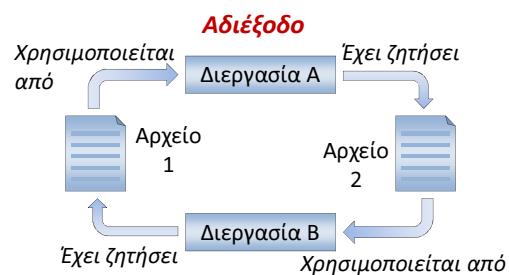 Αδιέξοδο
Χρησιμοποιείται
από
Διεργασία Α
Έχει ζητήσει
Αρχείο
1
Αρχείο
2
Έχει ζητήσει
Διεργασία Β
Χρησιμοποιείται από